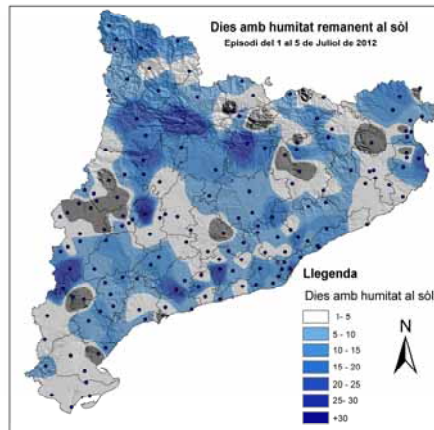 Dies amb humitat remanent al sòl
Episodi del 1 al 5 de Juliol de 2012
Llegenda
Dies amb humitat al sòl
1- 5
5 - 10
10 - 15
15 - 20
20 - 25
25- 30
+30
N